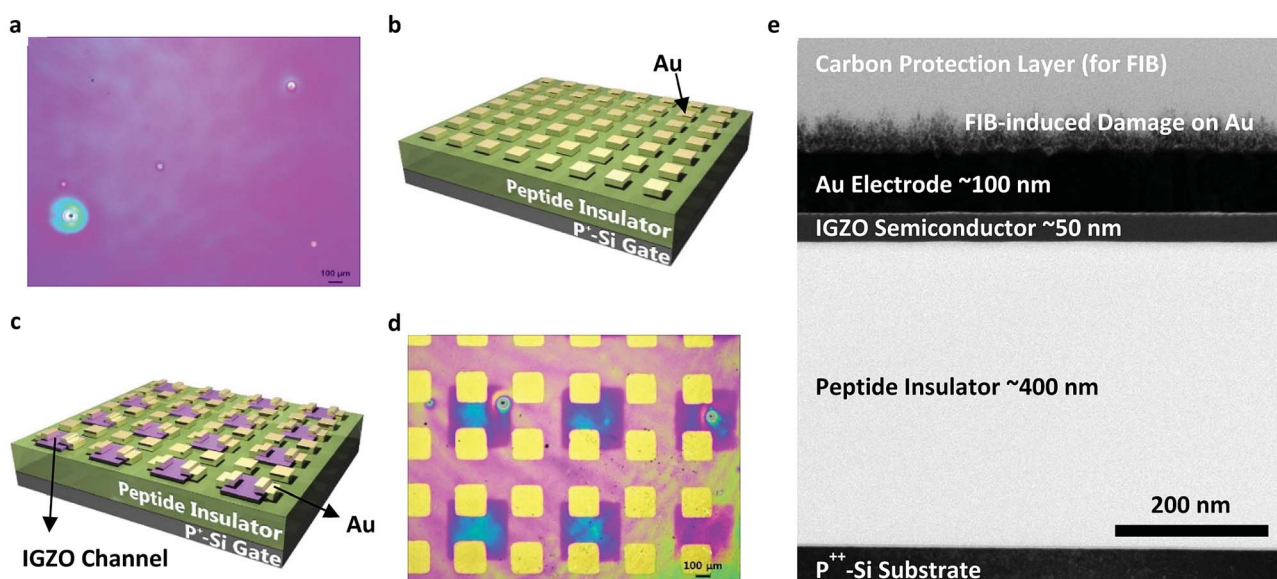 a
100 µm
b
Au
Peptide Insulator
P⁺-Si Gate
c
Peptide Insulator
P⁺-Si Gate
IGZO Channel
Au
d
100 µm
e
Carbon Protection Layer (for FIB)
FIB-induced Damage on Au
Au Electrode ~100 nm
IGZO Semiconductor ~50 nm
Peptide Insulator ~400 nm
200 nm
P⁺⁺-Si Substrate